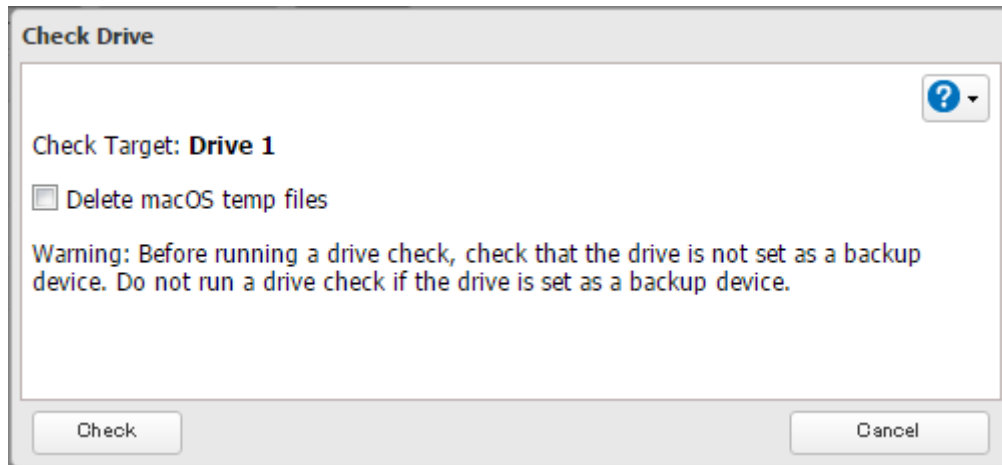 Check Drive
?
Check Target: Drive 1
Delete macOS temp files
Warning: Before running a drive check, check that the drive is not set as a backup
device. Do not run a drive check if the drive is set as a backup device.
Check
Cancel